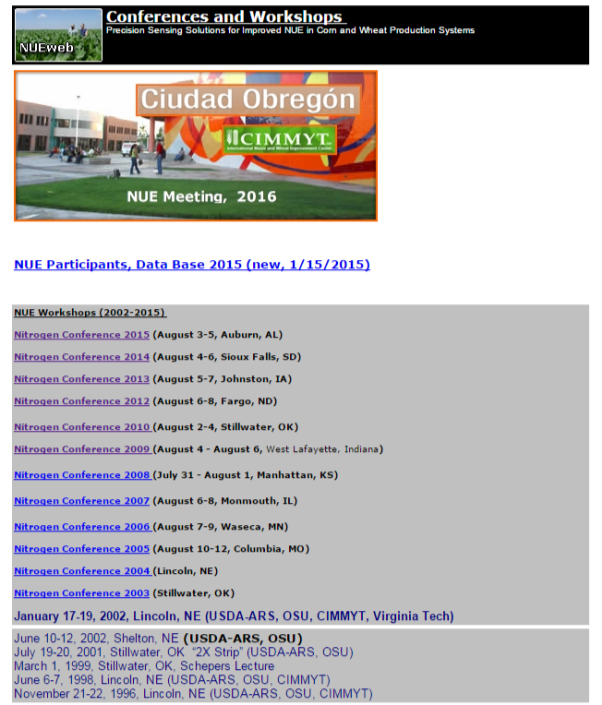 NUEweb
Conferences and Workshops
Precision Sensing Solutions for Improved NUE in Corn and Wheat Production Systems
Ciudad Obregón
CIMMYT
International Maize and Wheat Improvement Center
NUE Meeting, 2016
NUE Participants, Data Base 2015 (new, 1/15/2015)
NUE Workshops (2002-2015)
Nitrogen Conference 2015 (August 3-5, Auburn, AL)
Nitrogen Conference 2014 (August 4-6, Sioux Falls, SD)
Nitrogen Conference 2013 (August 5-7, Johnston, IA)
Nitrogen Conference 2012 (August 6-8, Fargo, ND)
Nitrogen Conference 2010 (August 2-4, Stillwater, OK)
Nitrogen Conference 2009 (August 4 - August 6, West Lafayette, Indiana)
Nitrogen Conference 2008 (July 31 - August 1, Manhattan, KS)
Nitrogen Conference 2007 (August 6-8, Monmouth, IL)
Nitrogen Conference 2006 (August 7-9, Waseca, MN)
Nitrogen Conference 2005 (August 10-12, Columbia, MO)
Nitrogen Conference 2004 (Lincoln, NE)
Nitrogen Conference 2003 (Stillwater, OK)
January 17-19, 2002, Lincoln, NE (USDA-ARS, OSU, CIMMYT, Virginia Tech)
June 10-12, 2002, Shelton, NE (USDA-ARS, OSU)
July 19-20, 2001, Stillwater, OK "2X Strip" (USDA-ARS, OSU)
March 1, 1999, Stillwater, OK, Schepers Lecture
June 6-7, 1998, Lincoln, NE (USDA-ARS, OSU, CIMMYT)
November 21-22, 1996, Lincoln, NE (USDA-ARS, OSU, CIMMYT)